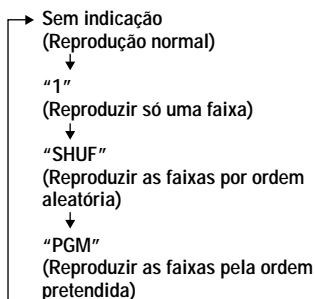 Sem indicação
(Reprodução normal)
“1”
(Reproduzir só uma faixa)
“SHUF”
(Reproduzir as faixas por ordem
aleatória)
“PGM”
(Reproduzir as faixas pela ordem
pretendida)